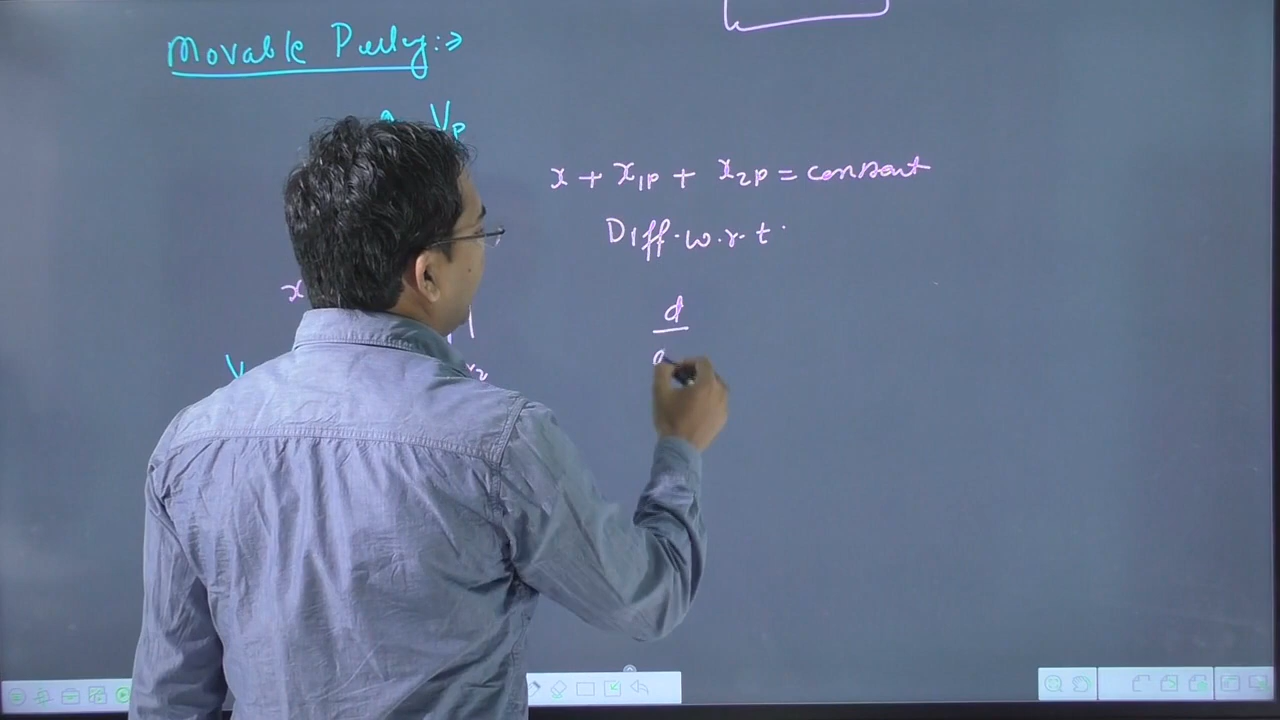 Movable Pully:⇒
V_P
x + x_1P + x_2P = constant
Diff. w.r.t.
x
d